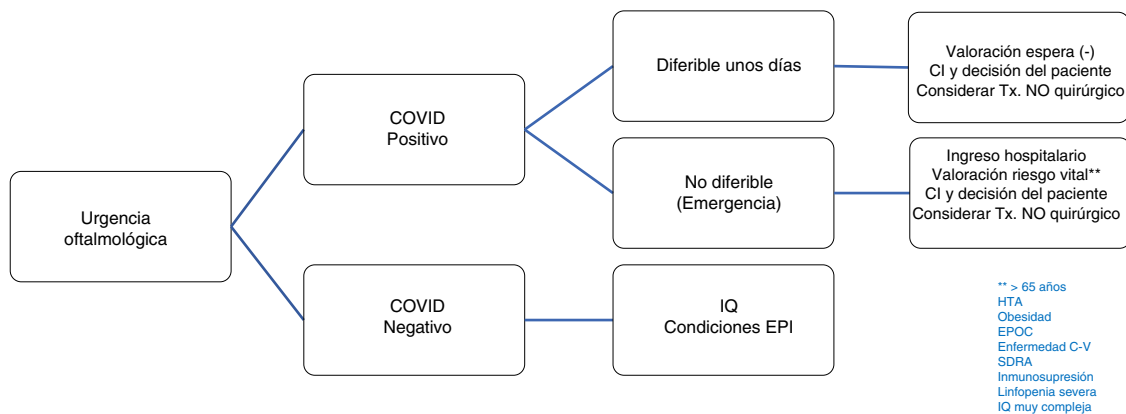 Urgencia
oftalmológica
COVID
Positivo
Diferible unos días
Valoración espera (-)
CI y decisión del paciente
Considerar Tx. NO quirúrgico
No diferible
(Emergencia)
Ingreso hospitalario
Valoración riesgo vital**
CI y decisión del paciente
Considerar Tx. NO quirúrgico
COVID
Negativo
IQ
Condiciones EPI
** > 65 años
HTA
Obesidad
EPOC
Enfermedad C-V
SDRA
Inmunosupresión
Linfopenia severa
IQ muy compleja